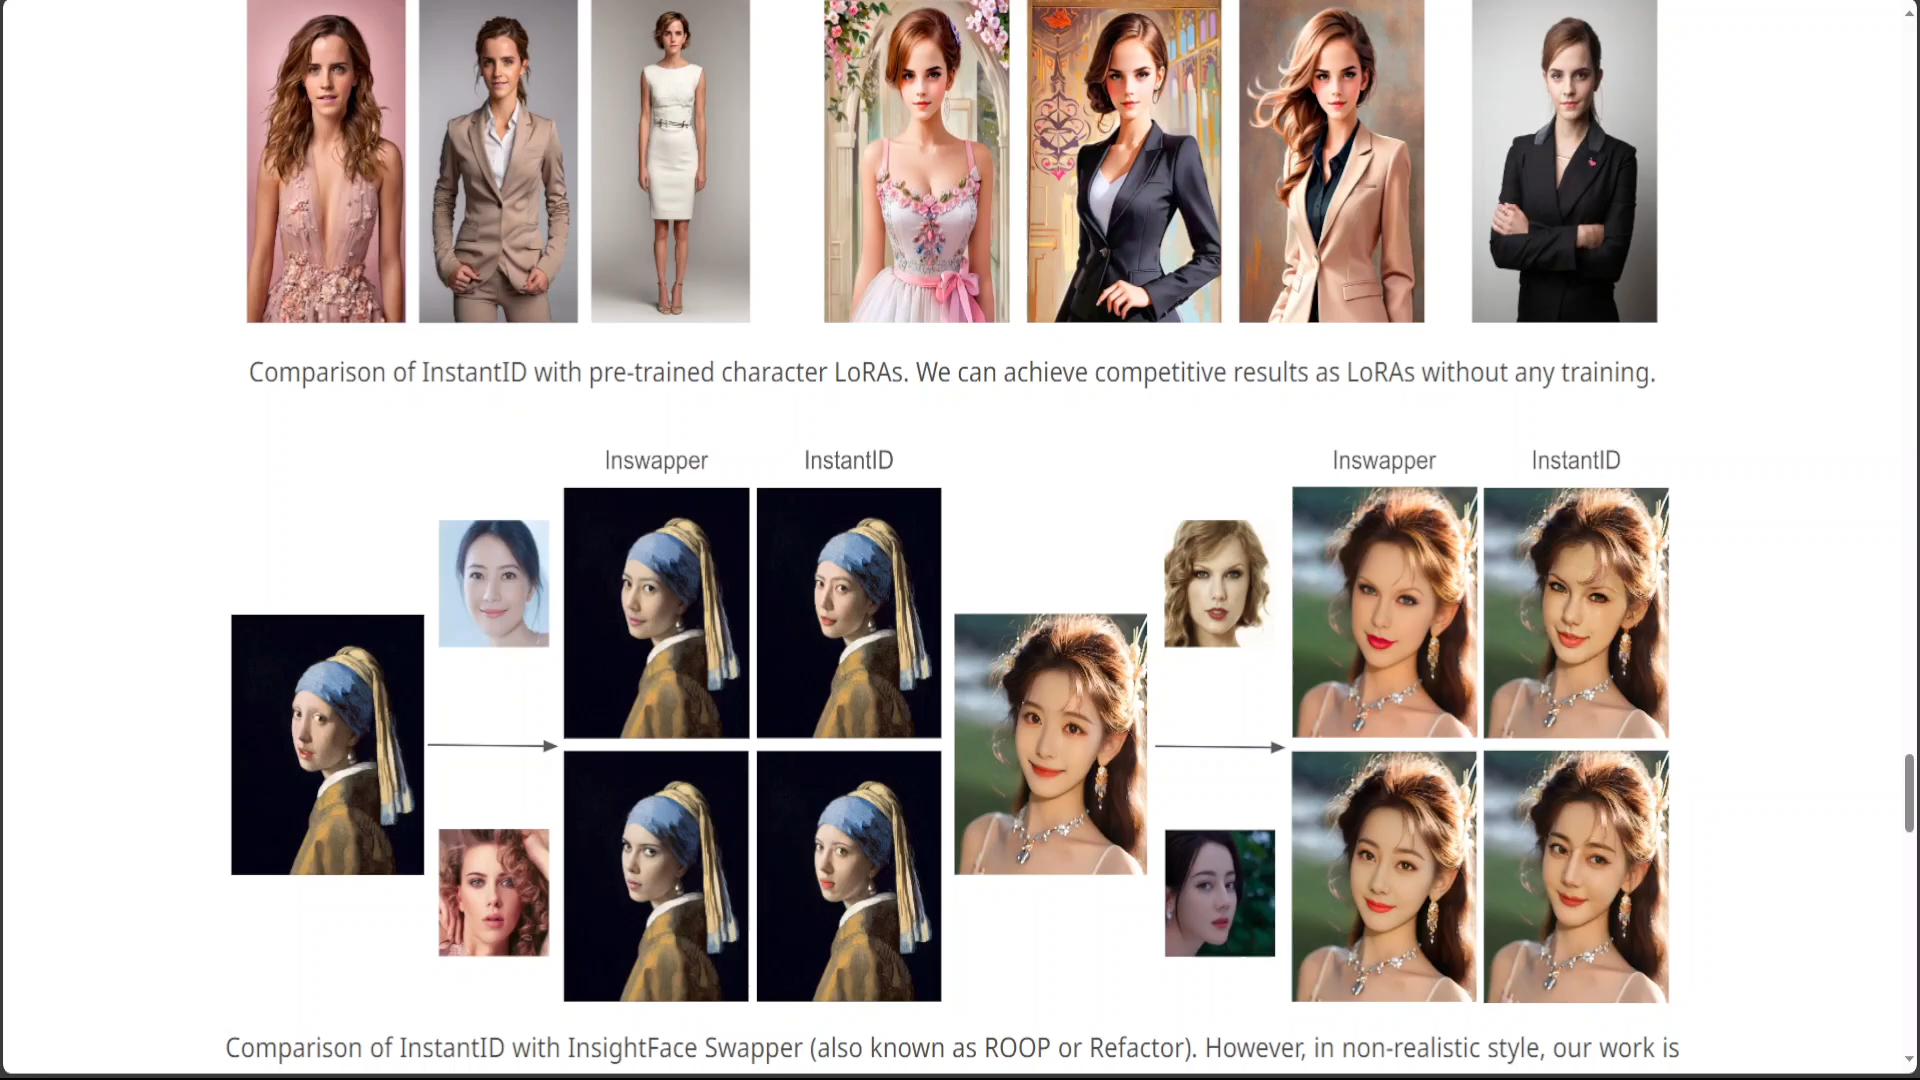 Comparison of InstantID with pre-trained character LoRAs. We can achieve competitive results as LoRAs without any training.
Inswapper InstantID Inswapper InstantID
Comparison of InstantID with InsightFace Swapper (also known as ROOP or Refactor). However, in non-realistic style, our work is